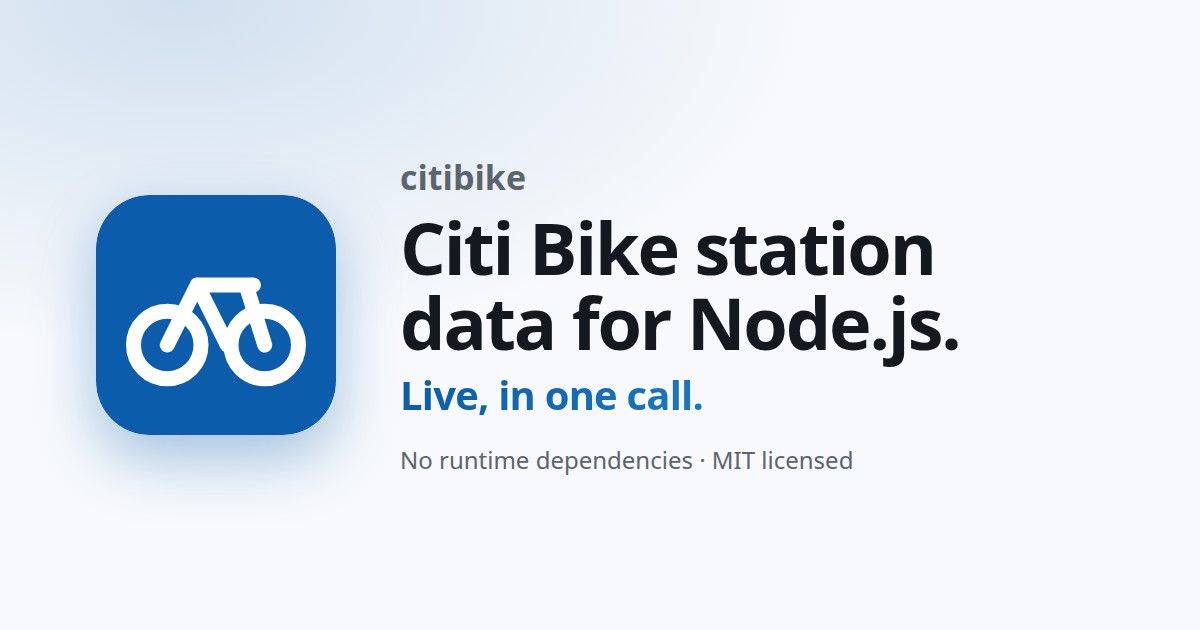 citibike
Citi Bike station
data for Node.js.
Live, in one call.
No runtime dependencies · MIT licensed